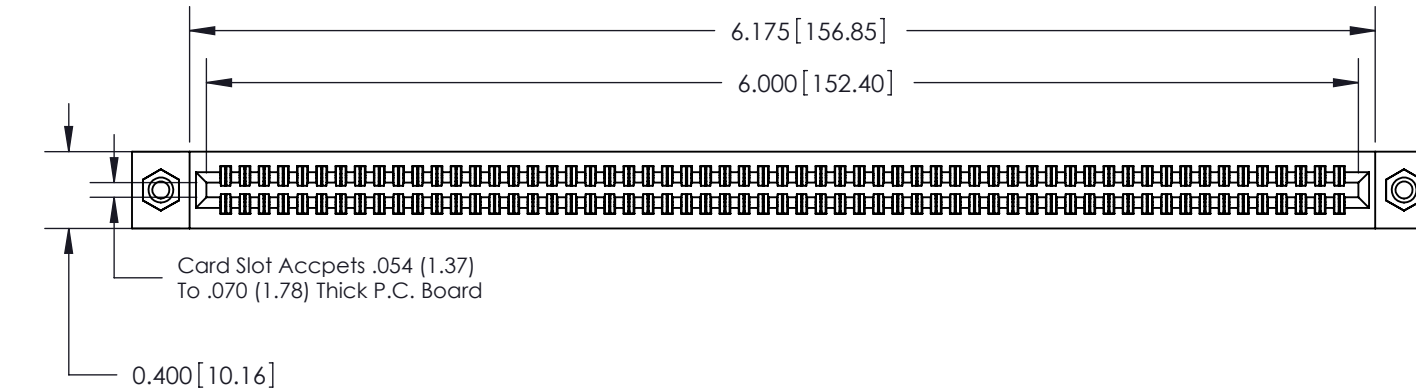 6.175[156.85]
6.000[152.40]
Card Slot Accpets .054 (1.37)
To .070 (1.78) Thick P.C. Board
0.400[10.16]